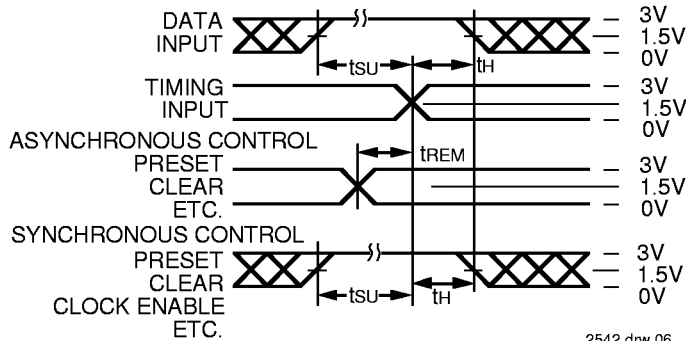 DATA
INPUT
3V
1.5V
0V
tSU
tH
TIMING
INPUT
3V
1.5V
0V
ASYNCHRONOUS CONTROL
PRESET
CLEAR
ETC.
tREM
3V
1.5V
0V
SYNCHRONOUS CONTROL
PRESET
CLEAR
CLOCK ENABLE
ETC.
3V
1.5V
0V
tSU
tH
2542 drw 06